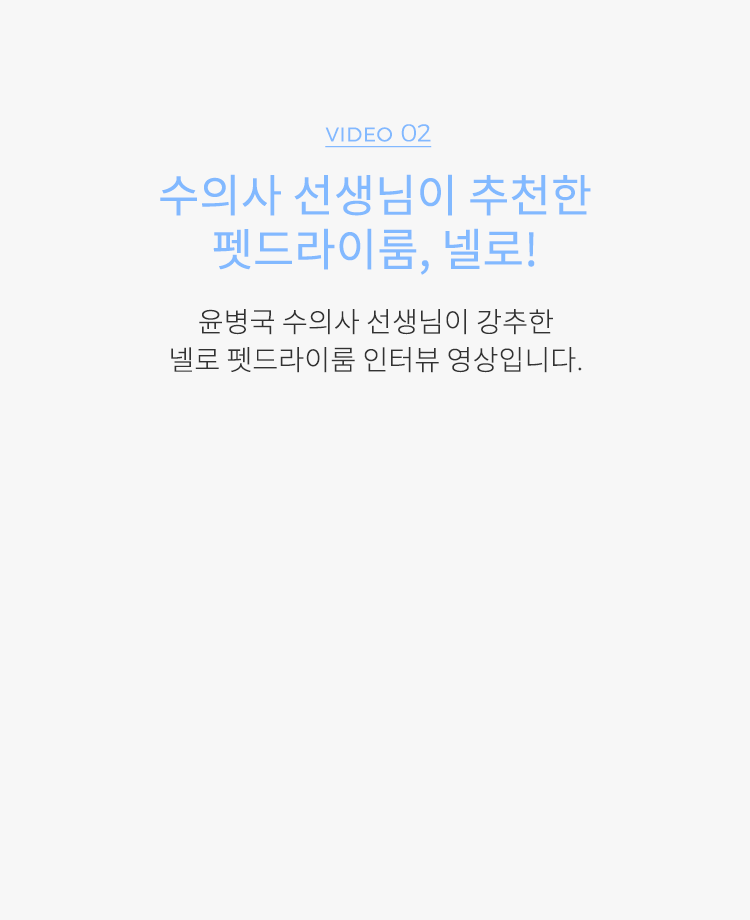 VIDEO 02
수의사 선생님이 추천한
펫드라이룸, 넬로!
윤병국 수의사 선생님이 강추한
넬로 펫드라이룸 인터뷰 영상입니다.